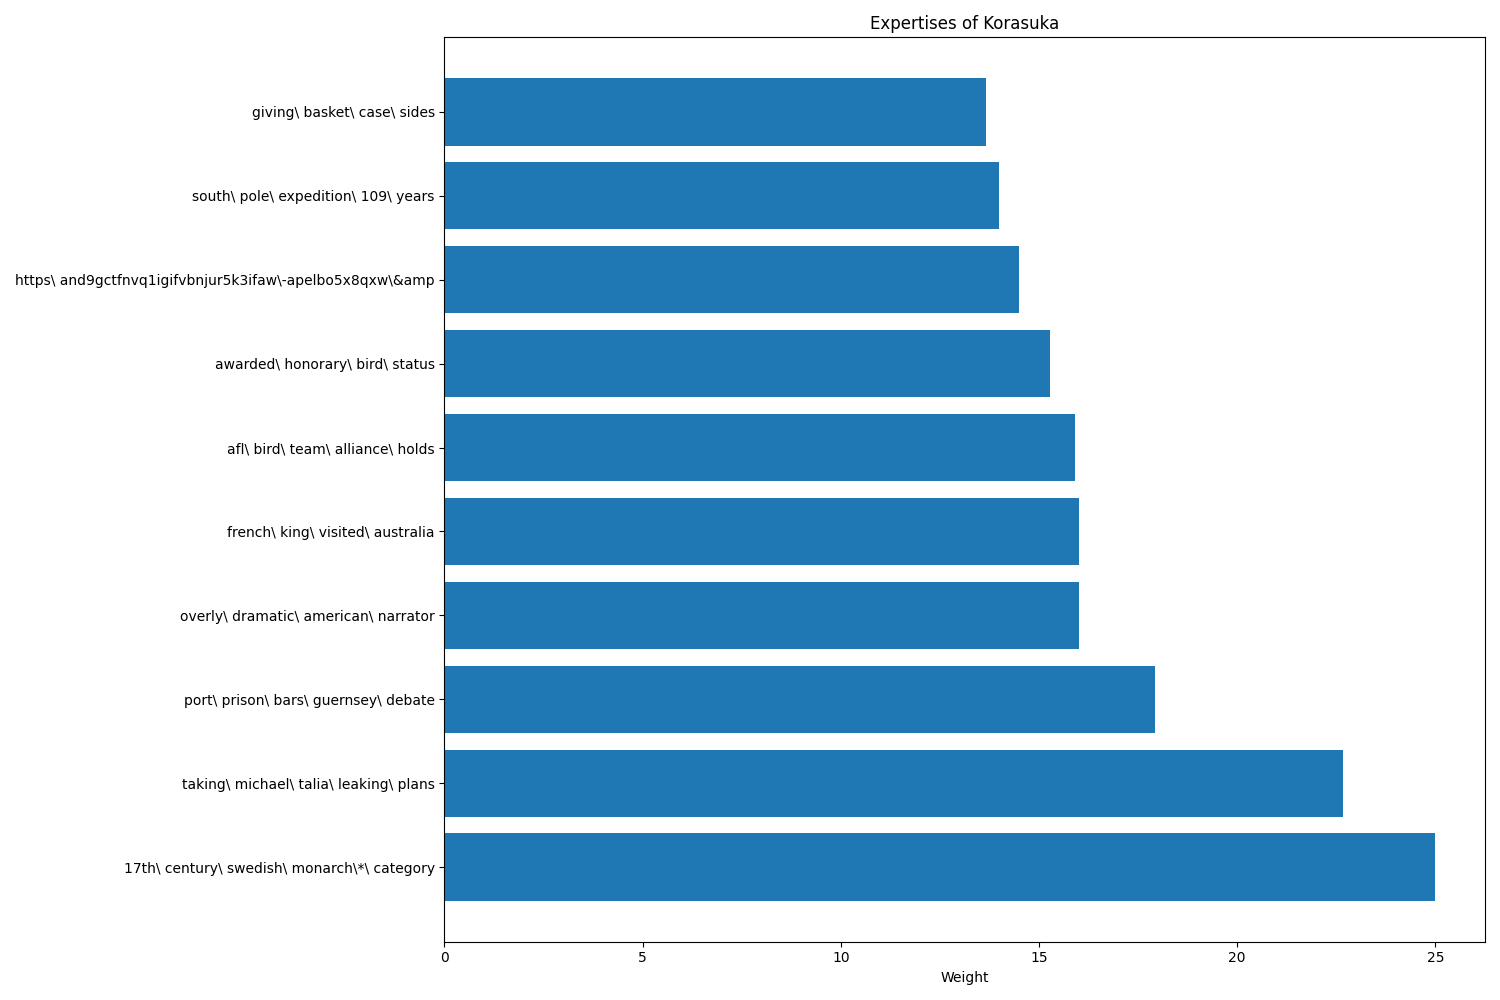 Expertises of Korasuka
giving\ basket\ case\ sides
south\ pole\ expedition\ 109\ years
https\ and9gctfnvq1igifvbnjur5k3ifaw\-apelbo5x8qxw\&amp
awarded\ honorary\ bird\ status
afl\ bird\ team\ alliance\ holds
french\ king\ visited\ australia
overly\ dramatic\ american\ narrator
port\ prison\ bars\ guernsey\ debate
taking\ michael\ talia\ leaking\ plans
17th\ century\ swedish\ monarch\*\ category
0 5 10 15 20 25
Weight